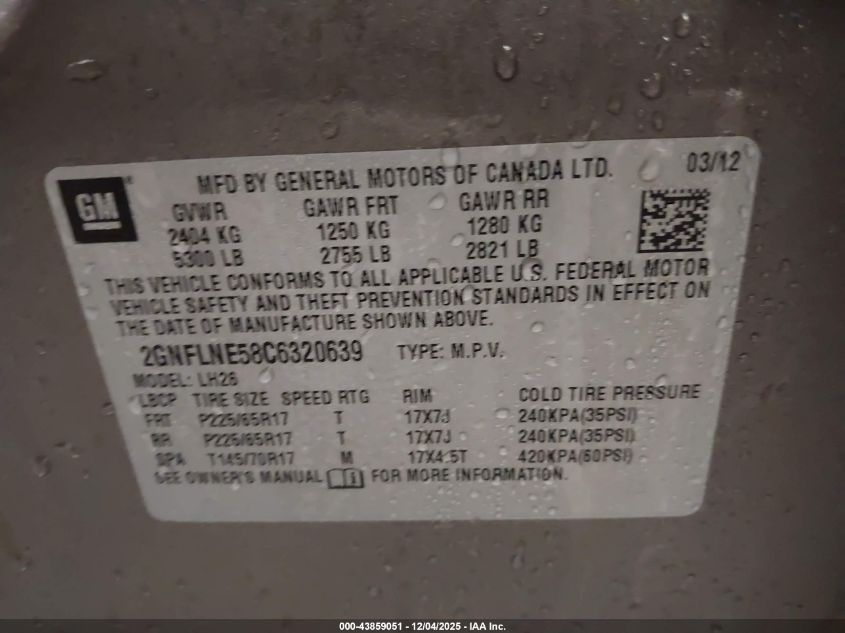 GM
MFD BY GENERAL MOTORS OF CANADA LTD. 03/12
GVWR GAWR FRT GAWR RR
2404 KG 1250 KG 1280 KG
5300 LB 2755 LB 2821 LB
THIS VEHICLE CONFORMS TO ALL APPLICABLE U.S. FEDERAL MOTOR
VEHICLE SAFETY AND THEFT PREVENTION STANDARDS IN EFFECT ON
THE DATE OF MANUFACTURE SHOWN ABOVE.
2GNFLNE58C6320639 TYPE: M.P.V.
MODEL: LH26
LBCP TIRE SIZE SPEED RTG RIM COLD TIRE PRESSURE
FRT P225/65R17 T 17X7J 240KPA(35PSI)
RR P225/65R17 T 17X7J 240KPA(35PSI)
SPA T145/70R17 M 17X4.5T 420KPA(60PSI)
SEE OWNER'S MANUAL FOR MORE INFORMATION.
000-43859051 - 12/04/2025 - IAA Inc.